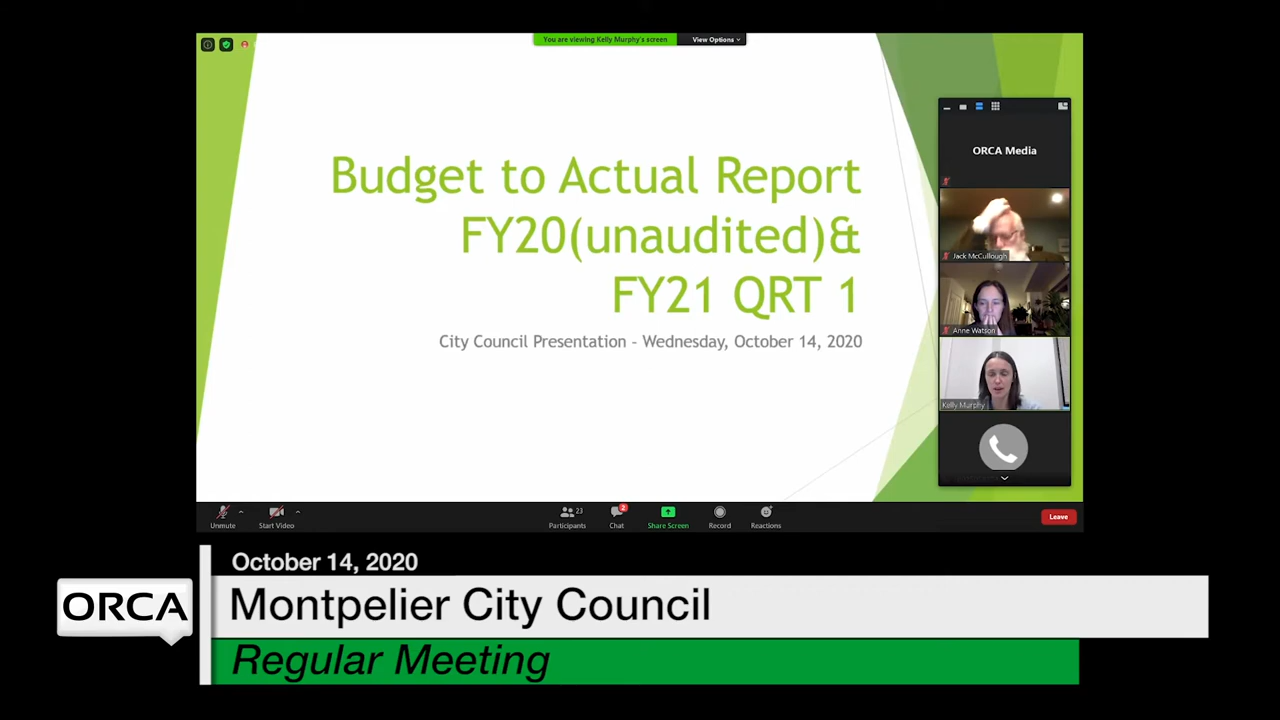 You are viewing Kelly Murphy's screen View Options
Budget to Actual Report
FY20(unaudited)&
FY21 QRT 1
City Council Presentation - Wednesday, October 14, 2020
ORCA Media
Jack McCullough
Anne Watson
Kelly Murphy
Unmute
Start Video
23
Participants
2
Chat
Share Screen
Record
Reactions
Leave
October 14, 2020
ORCA
Montpelier City Council
Regular Meeting